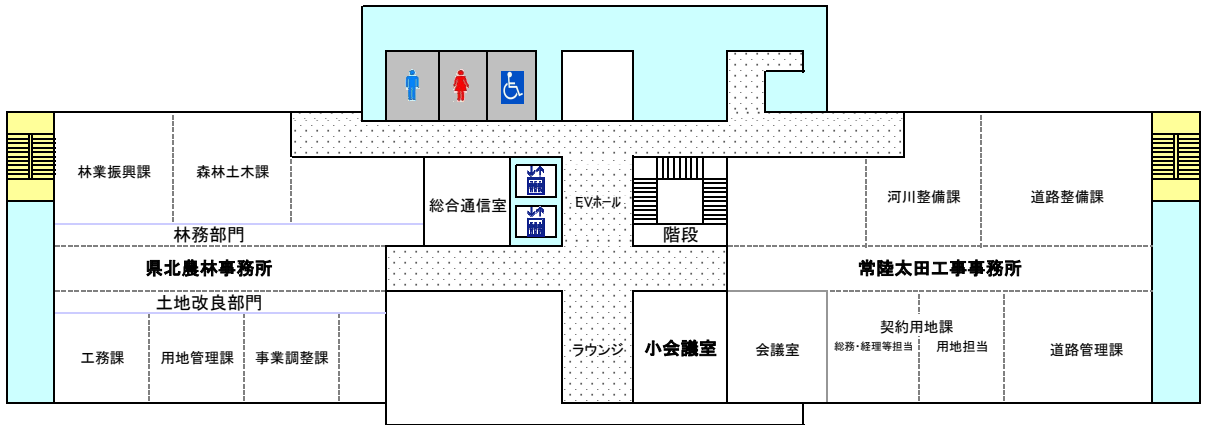 林業振興課
森林土木課
総合通信室
EVホール
階段
河川整備課
道路整備課
林務部門
県北農林事務所
常陸太田工事事務所
土地改良部門
工務課
用地管理課
事業調整課
ラウンジ
小会議室
会議室
契約用地課
総務・経理等担当
用地担当
道路管理課